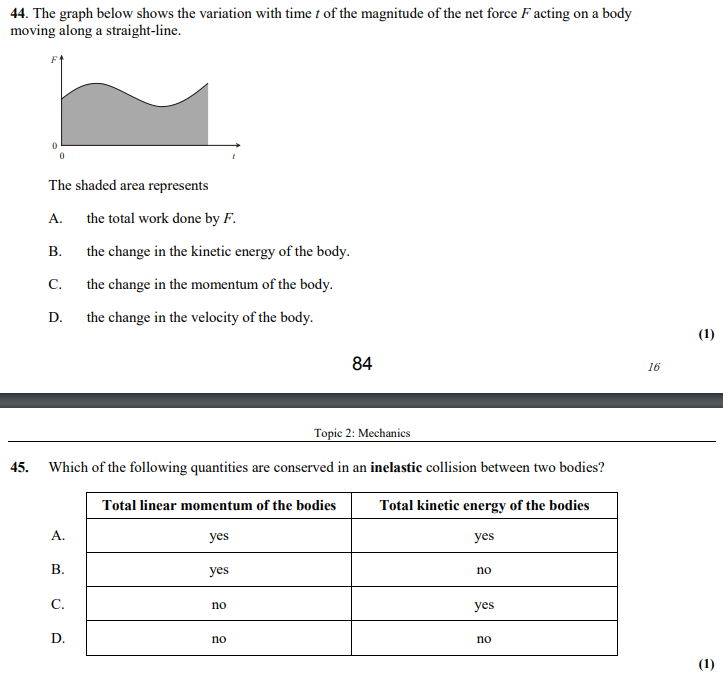 44. The graph below shows the variation with time t of the magnitude of the net force F acting on a body
moving along a straight-line.
F
0
0
t
The shaded area represents
A. the total work done by F.
B. the change in the kinetic energy of the body.
C. the change in the momentum of the body.
D. the change in the velocity of the body.
(1)
84
16
Topic 2: Mechanics
45. Which of the following quantities are conserved in an inelastic collision between two bodies?
Total linear momentum of the bodies Total kinetic energy of the bodies
A. yes yes
B. yes no
C. no yes
D. no no
(1)